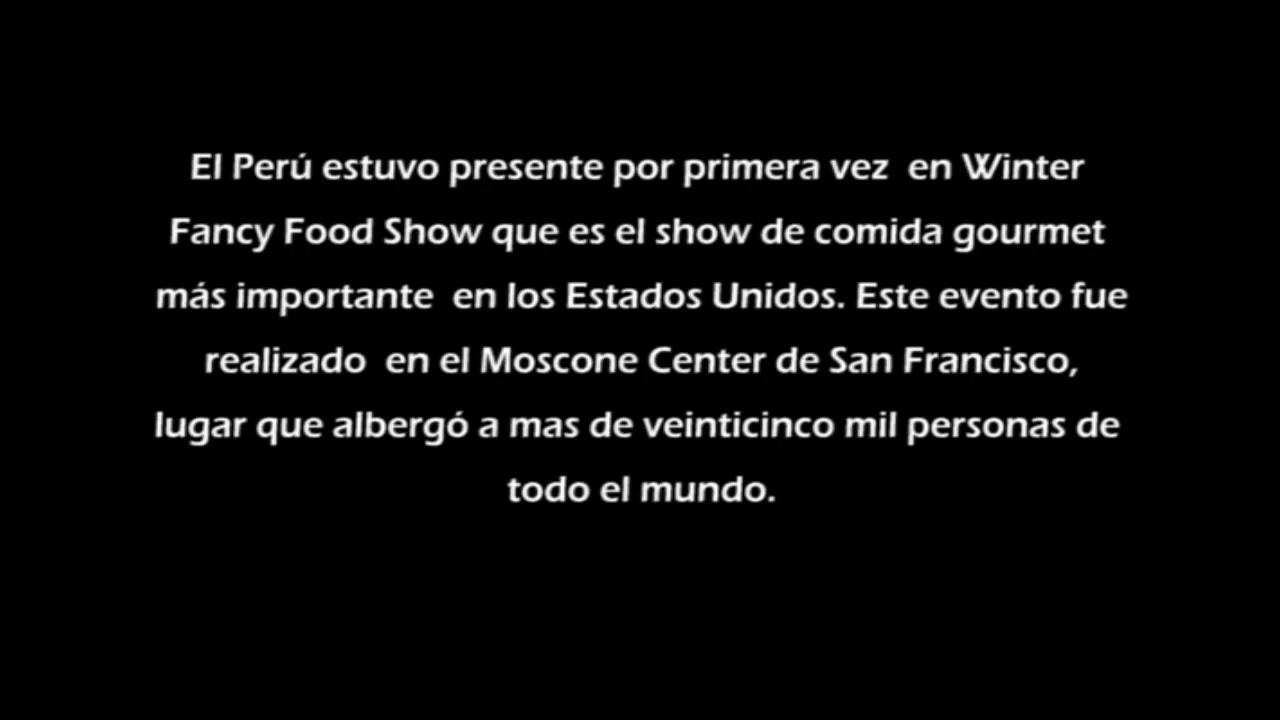 El Perú estuvo presente por primera vez  en Winter
Fancy Food Show que es el show de comida gourmet
más importante  en los Estados Unidos. Este evento fue
realizado  en el Moscone Center de San Francisco,
lugar que albergó a mas de veinticinco mil personas de
todo el mundo.